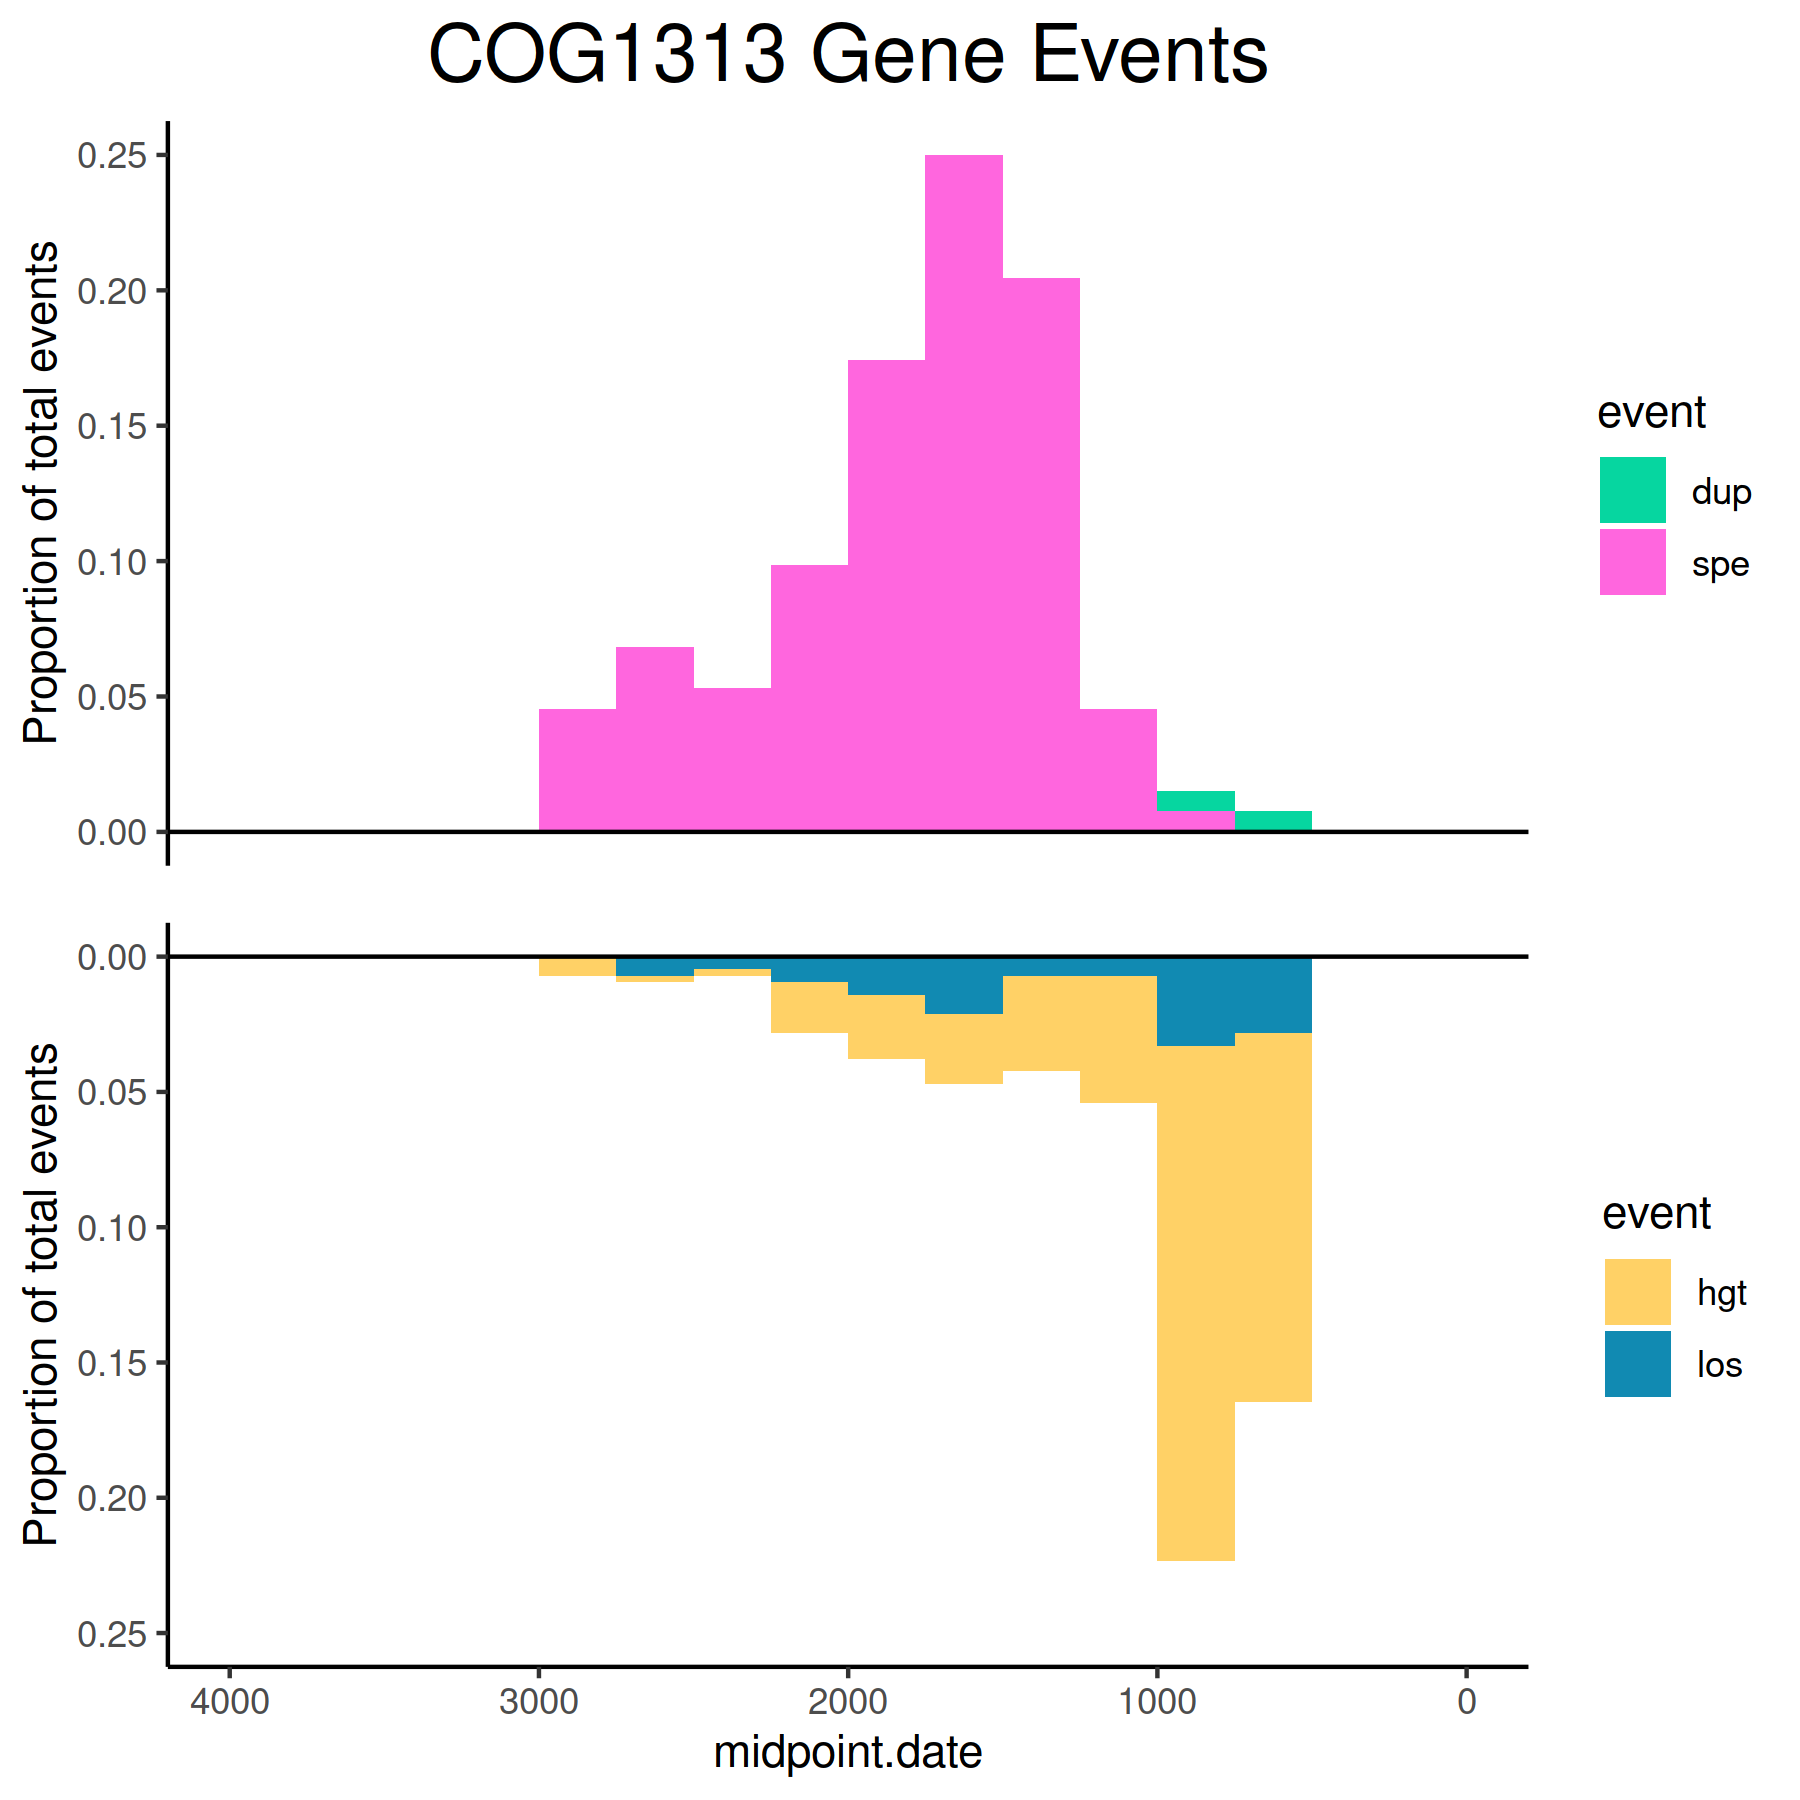 COG1313 Gene Events
Proportion of total events
0.25
0.20
0.15
0.10
0.05
0.00
event
dup
spe
Proportion of total events
0.00
0.05
0.10
0.15
0.20
0.25
event
hgt
los
4000 3000 2000 1000 0
midpoint.date